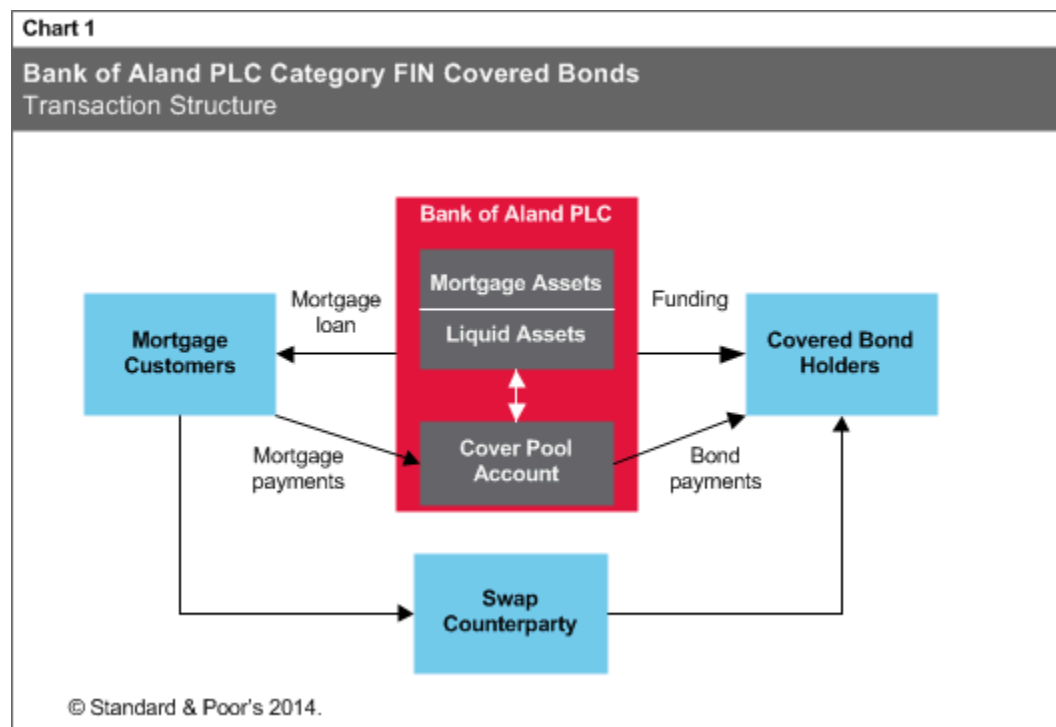 Chart 1
Bank of Aland PLC Category FIN Covered Bonds
Transaction Structure
Bank of Aland PLC
Mortgage Assets
Liquid Assets
Mortgage
loan
Funding
Mortgage
Customers
Covered Bond
Holders
Cover Pool
Account
Mortgage
payments
Bond
payments
Swap
Counterparty
© Standard & Poor's 2014.